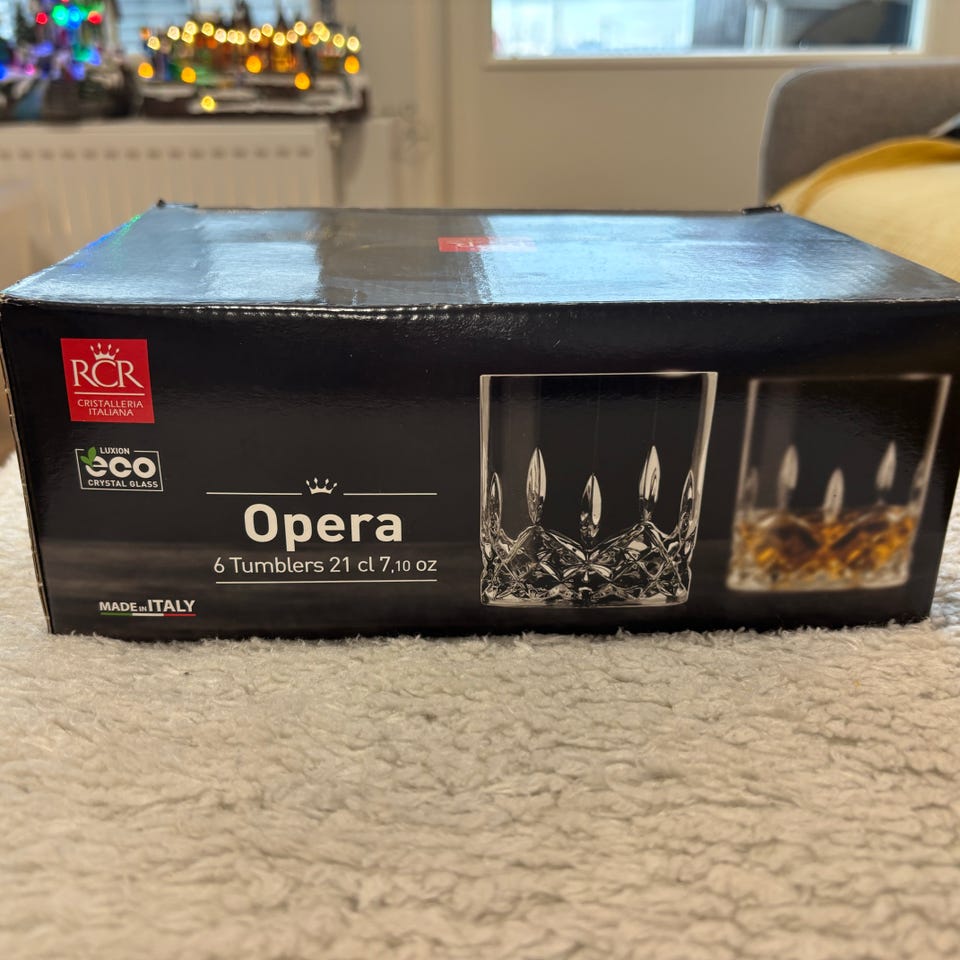 RCR
CRISTALLERIA
ITALIANA
LUXION
eco
CRYSTAL GLASS
Opera
6 Tumblers 21 cl 7,10 oz
MADE IN ITALY